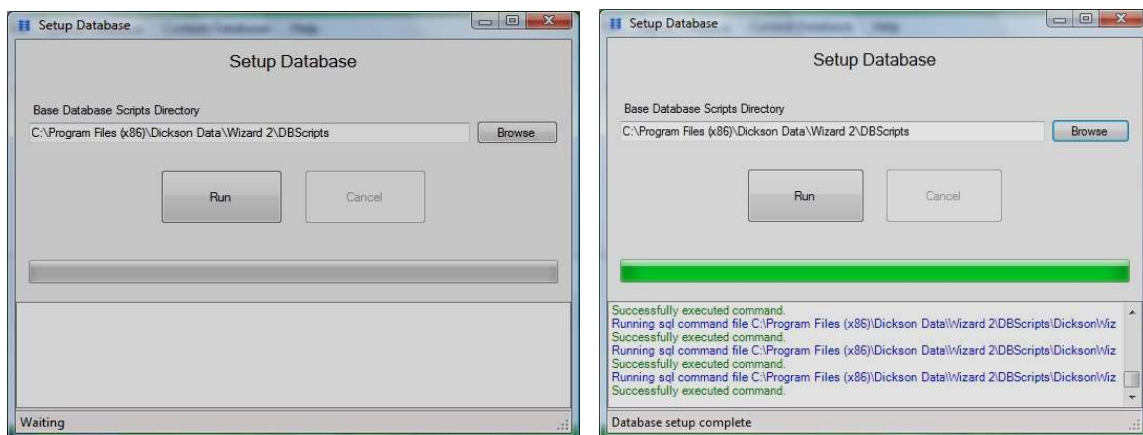 Setup Database
Setup Database
Base Database Scripts Directory
C:\Program Files (x86)\Dickson Data\Wizard 2\DBScripts
Browse
Run
Cancel
Waiting
Setup Database
Setup Database
Base Database Scripts Directory
C:\Program Files (x86)\Dickson Data\Wizard 2\DBScripts
Browse
Run
Cancel
Successfully executed command.
Running sql command file C:\Program Files (x86)\Dickson Data\Wizard 2\DBScripts\DicksonWiz
Successfully executed command.
Running sql command file C:\Program Files (x86)\Dickson Data\Wizard 2\DBScripts\DicksonWiz
Successfully executed command.
Running sql command file C:\Program Files (x86)\Dickson Data\Wizard 2\DBScripts\DicksonWiz
Successfully executed command.
Database setup complete